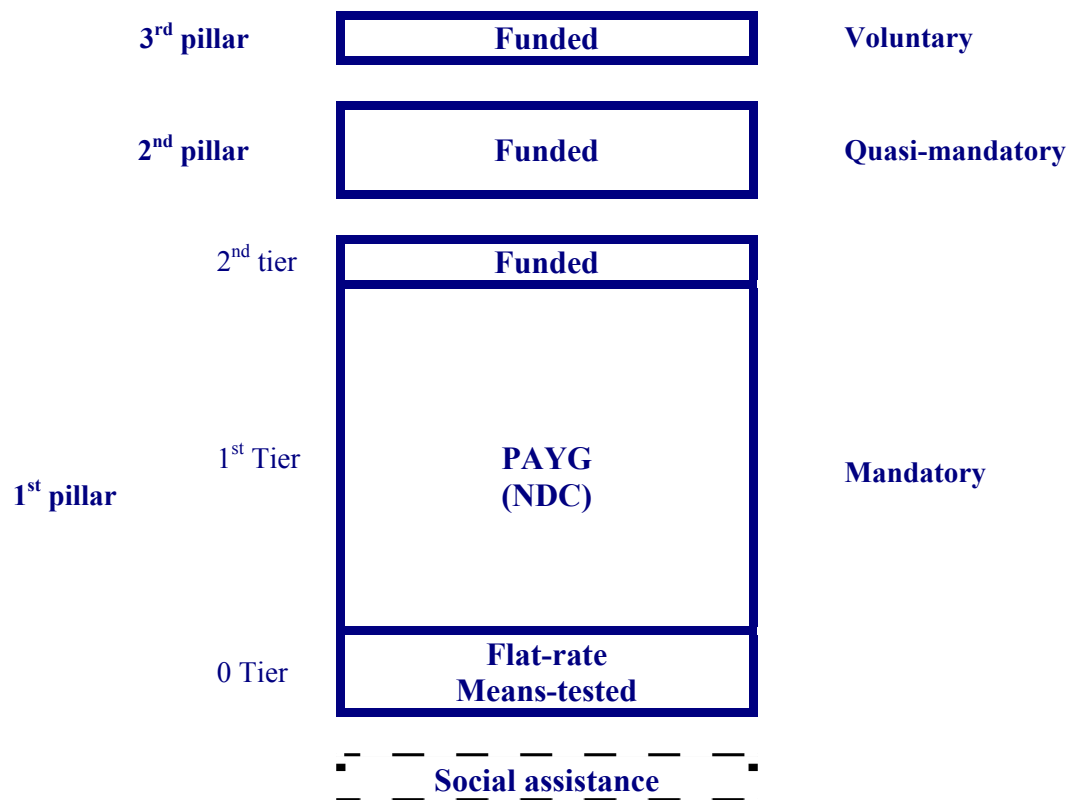 3rd pillar Funded Voluntary
2nd pillar Funded Quasi-mandatory
2nd tier Funded
1st Tier PAYG
(NDC) Mandatory
1st pillar
0 Tier Flat-rate
Means-tested
Social assistance